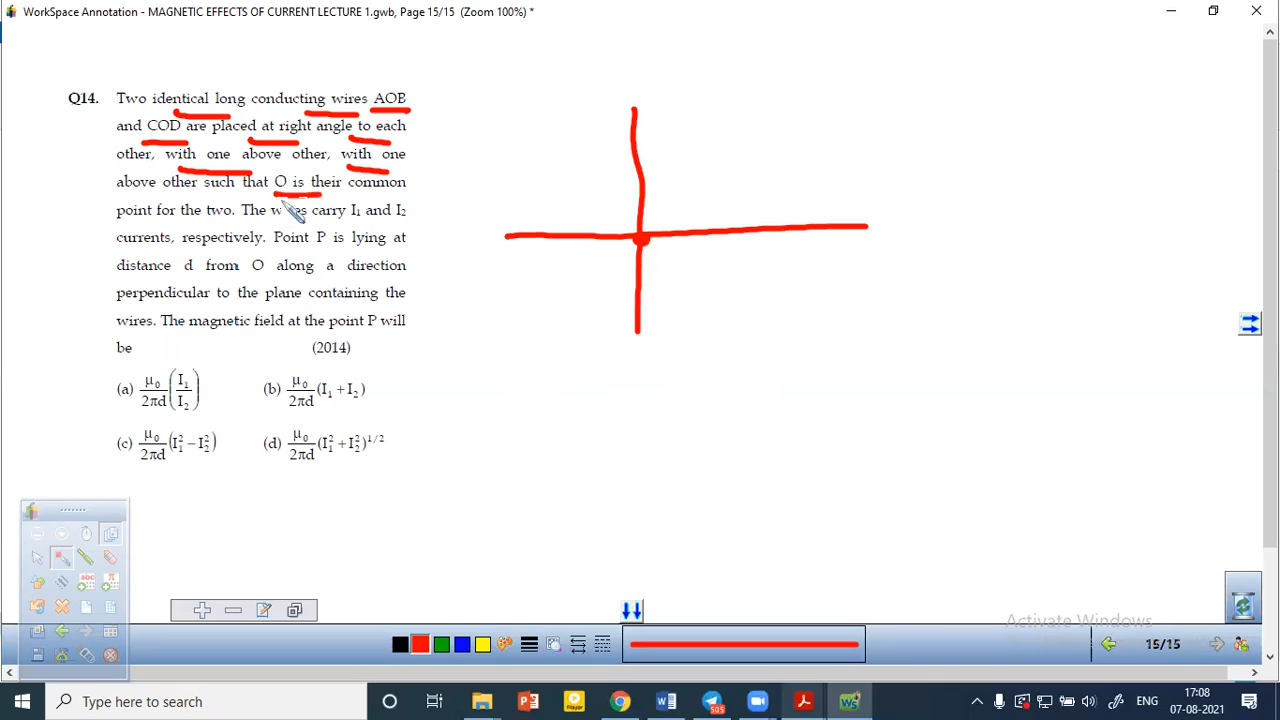 WorkSpace Annotation - MAGNETIC EFFECTS OF CURRENT LECTURE 1.gwb, Page 15/15 (Zoom 100%) *
Q14. Two identical long conducting wires AOB
and COD are placed at right angle to each
other, with one above other, with one
above other such that O is their common
point for the two. The wires carry I₁ and I₂
currents, respectively. Point P is lying at
distance d from O along a direction
perpendicular to the plane containing the
wires. The magnetic field at the point P will
be (2014)
(a) μ₀/2πd (I₁/I₂) (b) μ₀/2πd (I₁ + I₂)
(c) μ₀/2πd (I₁² − I₂²) (d) μ₀/2πd (I₁² + I₂²)^1/2
abc π
Activate Windows
15/15
Type here to search
Player
SOS
W
ENG
17:08
07-08-2021